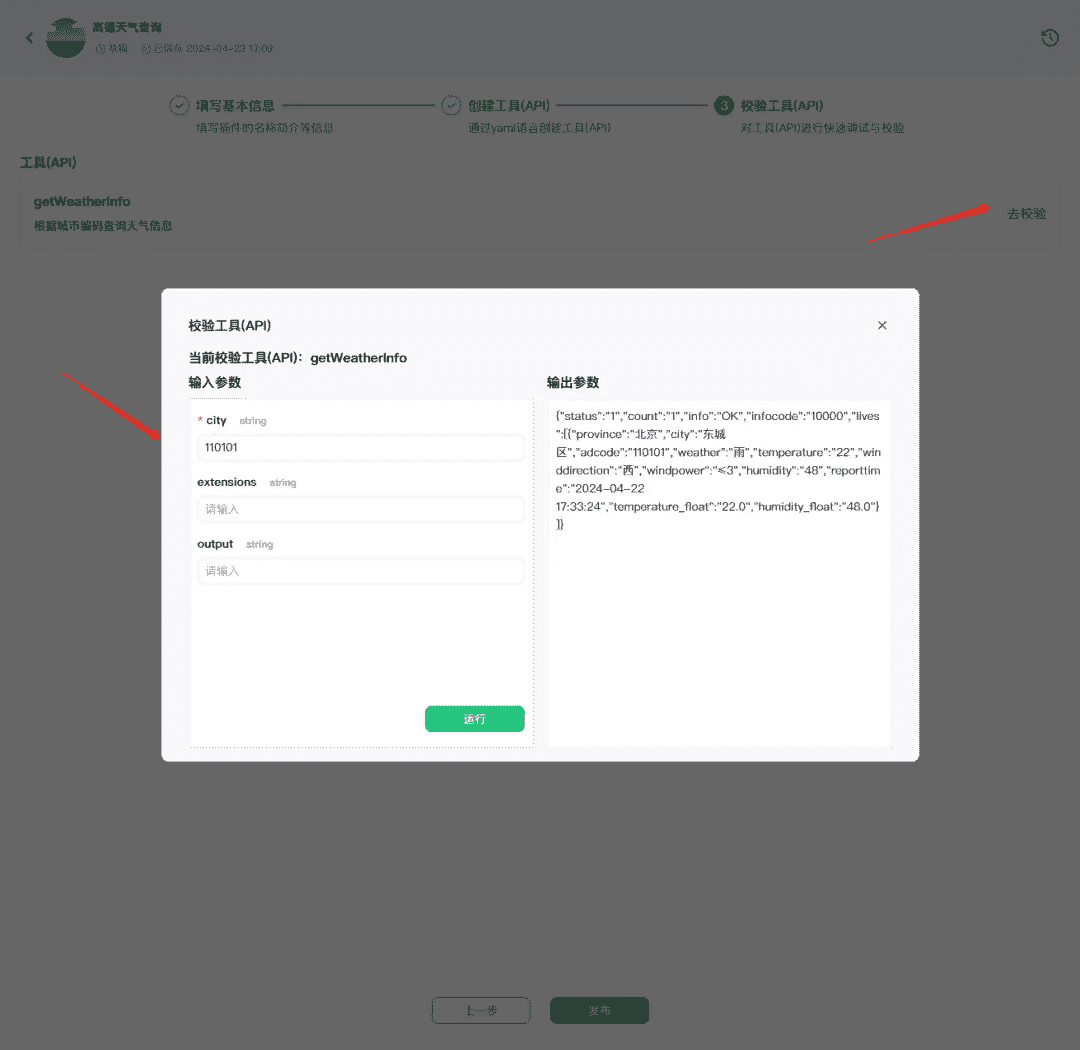 高德天气查询
草稿 已保存 2024-04-22 17:09
填写基本信息
填写插件的名称简介等信息
创建工具(API)
通过yaml语言创建工具(API)
3 校验工具(API)
对工具(API)进行快速调试与校验
工具(API)
getWeatherInfo
根据城市编码查询天气信息
去校验
校验工具(API)
当前校验工具(API)：getWeatherInfo
输入参数
* city string
110101
extensions string
请输入
output string
请输入
运行
输出参数
{"status":"1","count":"1","info":"OK","infocode":"10000","lives
":[{"province":"北京","city":"东城
区","adcode":"110101","weather":"雨","temperature":"22","win
ddirection":"西","windpower":"≤3","humidity":"48","reporttim
e":"2024-04-22
17:33:24","temperature_float":"22.0","humidity_float":"48.0"}
]}
上一步
发布